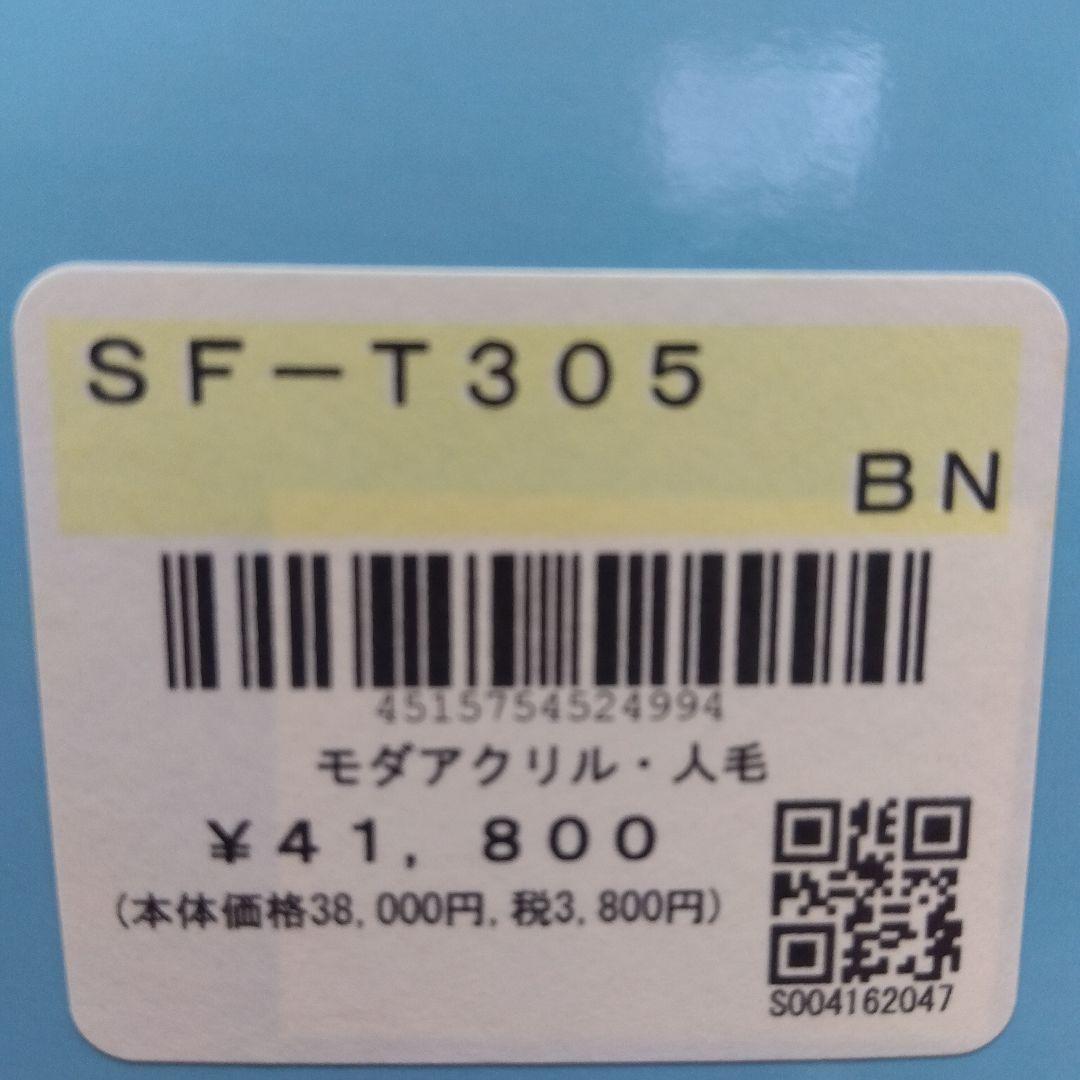 SF-T305
BN
4515754524994
モダアクリル・人毛
¥41,800
(本体価格38,000円,税3,800円)
S004162047